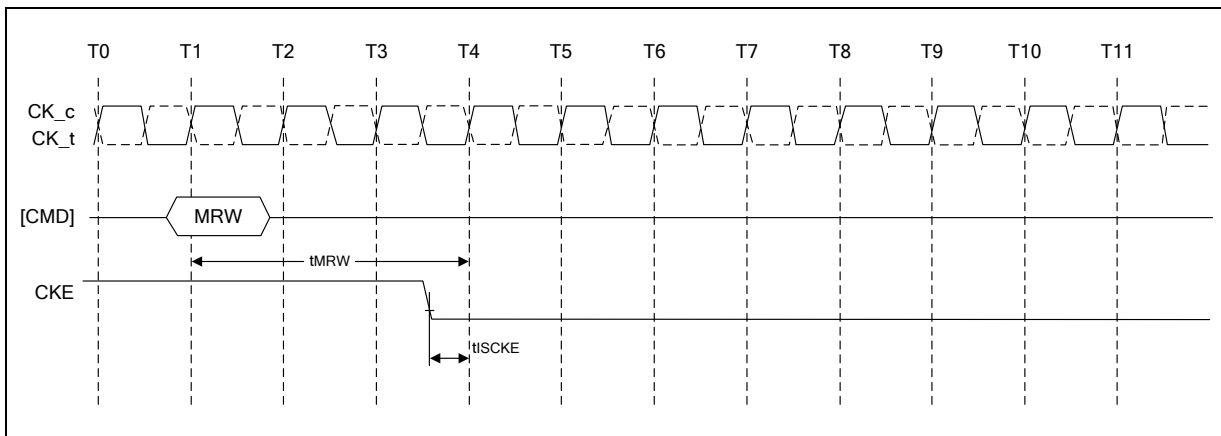 T0 T1 T2 T3 T4 T5 T6 T7 T8 T9 T10 T11
CK_c
CK_t
[CMD] MRW
tMRW
CKE
tISCKE